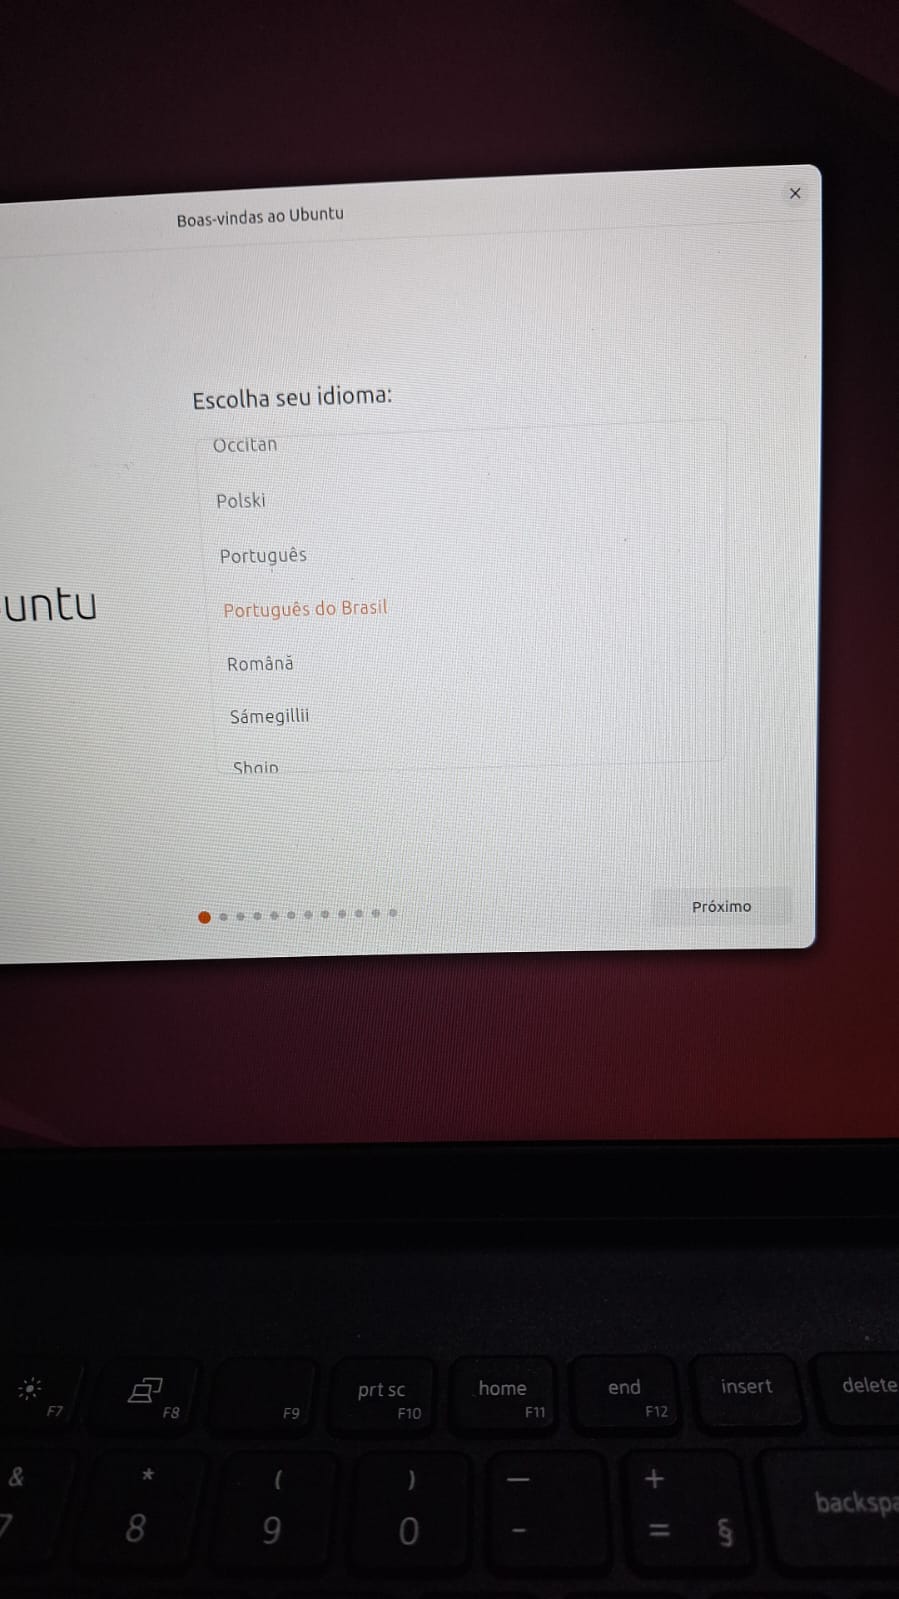 Boas-vindas ao Ubuntu
Escolha seu idioma:
Occitan
Polski
Português
untu
Português do Brasil
Română
Sámegillii
Shqip
Próximo
F7
F8
F9
prt sc
F10
home
F11
end
F12
insert
delete
&
7
*
8
(
9
)
0
—
-
+
= §
backspa